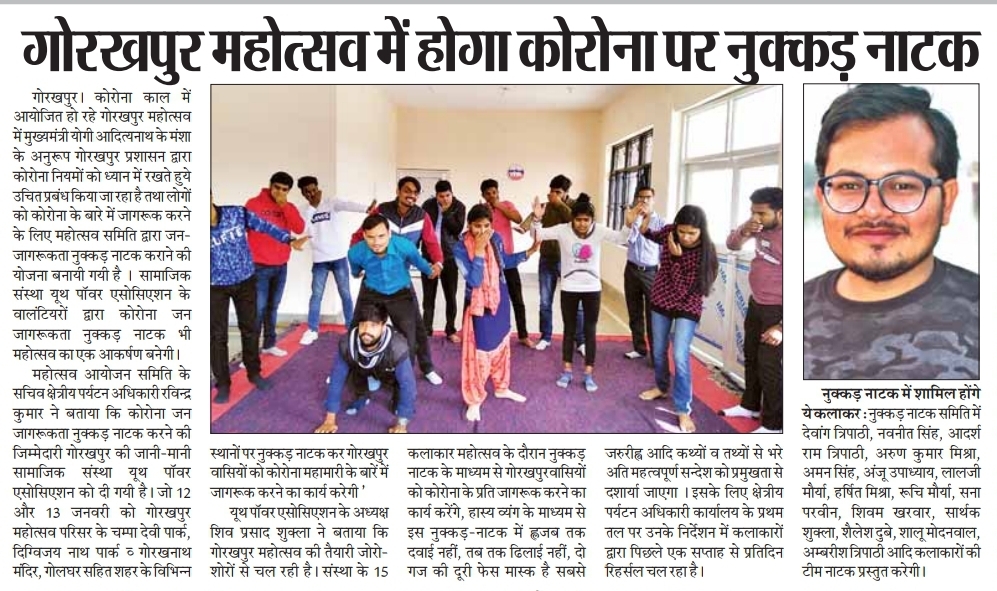 गोरखपुर महोत्सव में होगा कोरोना पर नुक्कड़ नाटक
गोरखपुर। कोरोना काल में
आयोजित हो रहे गोरखपुर महोत्सव
में मुख्यमंत्री योगी आदित्यनाथ के मंशा
के अनुरूप गोरखपुर प्रशासन द्वारा
कोरोना नियमों को ध्यान में रखते हुये
उचित प्रबंध किया जा रहा है तथा लोगों
को कोरोना के बारे में जागरूक करने
के लिए महोत्सव समिति द्वारा जन-
जागरूकता नुक्कड़ नाटक कराने की
योजना बनायी गयी है । सामाजिक
संस्था यूथ पॉवर एसोसिएशन के
वालंटियरों द्वारा कोरोना जन
जागरूकता नुक्कड़ नाटक भी
महोत्सव का एक आकर्षण बनेगी।
महोत्सव आयोजन समिति के
सचिव क्षेत्रीय पर्यटन अधिकारी रविन्द्र
कुमार ने बताया कि कोरोना जन
जागरूकता नुक्कड़ नाटक करने की
जिम्मेदारी गोरखपुर की जानी-मानी
सामाजिक संस्था यूथ पॉवर
एसोसिएशन को दी गयी है। जो 12
और 13 जनवरी को गोरखपुर
महोत्सव परिसर के चम्पा देवी पार्क,
दिग्विजय नाथ पार्क व्र गोरखनाथ
मंदिर, गोलघर सहित शहर के विभिन्न
स्थानों पर नुक्कड़ नाटक कर गोरखपुर
वासियों को कोरोना महामारी के बारें में
जागरूक करने का कार्य करेगी '
यूथ पॉवर एसोसिएशन के अध्यक्ष
शिव प्रसाद शुक्ला ने बताया कि
गोरखपुर महोत्सव की तैयारी जोरो-
शोरों से चल रही है। संस्था के 15
कलाकार महोत्सव के दौरान नुक्कड़
नाटक के माध्यम से गोरखपुरवासियों
को कोरोना के प्रति जागरूक करने का
कार्य करेंगे, हास्य व्यंग के माध्यम से
इस नुक्कड़-नाटक में ह्लजब तक
दवाई नहीं, तब तक ढिलाई नहीं, दो
गज की दूरी फेस मास्क है सबसे
जरुरीह्व आदि कथ्यों व तथ्यों से भरे
अति महत्वपूर्ण सन्देश को प्रमुखता से
दर्शाया जाएगा । इसके लिए क्षेत्रीय
पर्यटन अधिकारी कार्यालय के प्रथम
तल पर उनके निर्देशन में कलाकारों
द्वारा पिछले एक सप्ताह से प्रतिदिन
रिहर्सल चल रहा है।
नुक्कड़ नाटक में शामिल होंगे
ये कलाकर : नुक्कड़ नाटक समिति में
देवांग त्रिपाठी, नवनीत सिंह, आदर्श
राम त्रिपाठी, अरुण कुमार मिश्रा,
अमन सिंह, अंजू उपाध्याय, लालजी
मौर्या, हर्षित मिश्रा, रूचि मौर्या, सना
परवीन, शिवम खरवार, सार्थक
शुक्ला, शैलेश दुबे, शालू मोदनवाल,
अम्बरीश त्रिपाठी आदि कलाकारों की
टीम नाटक प्रस्तुत करेगी।